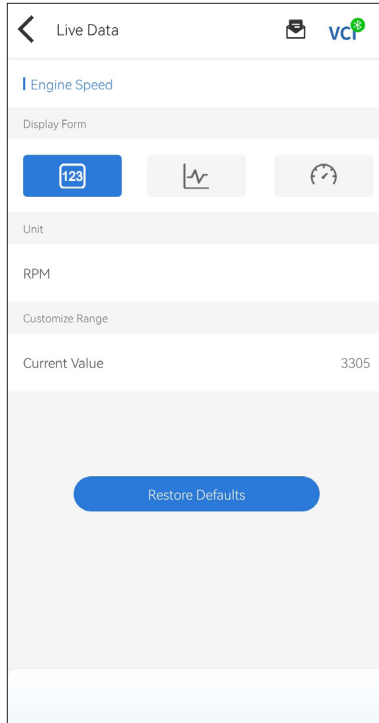 Live Data
VCI
Engine Speed
Display Form
123
Unit
RPM
Customize Range
Current Value 3305
Restore Defaults